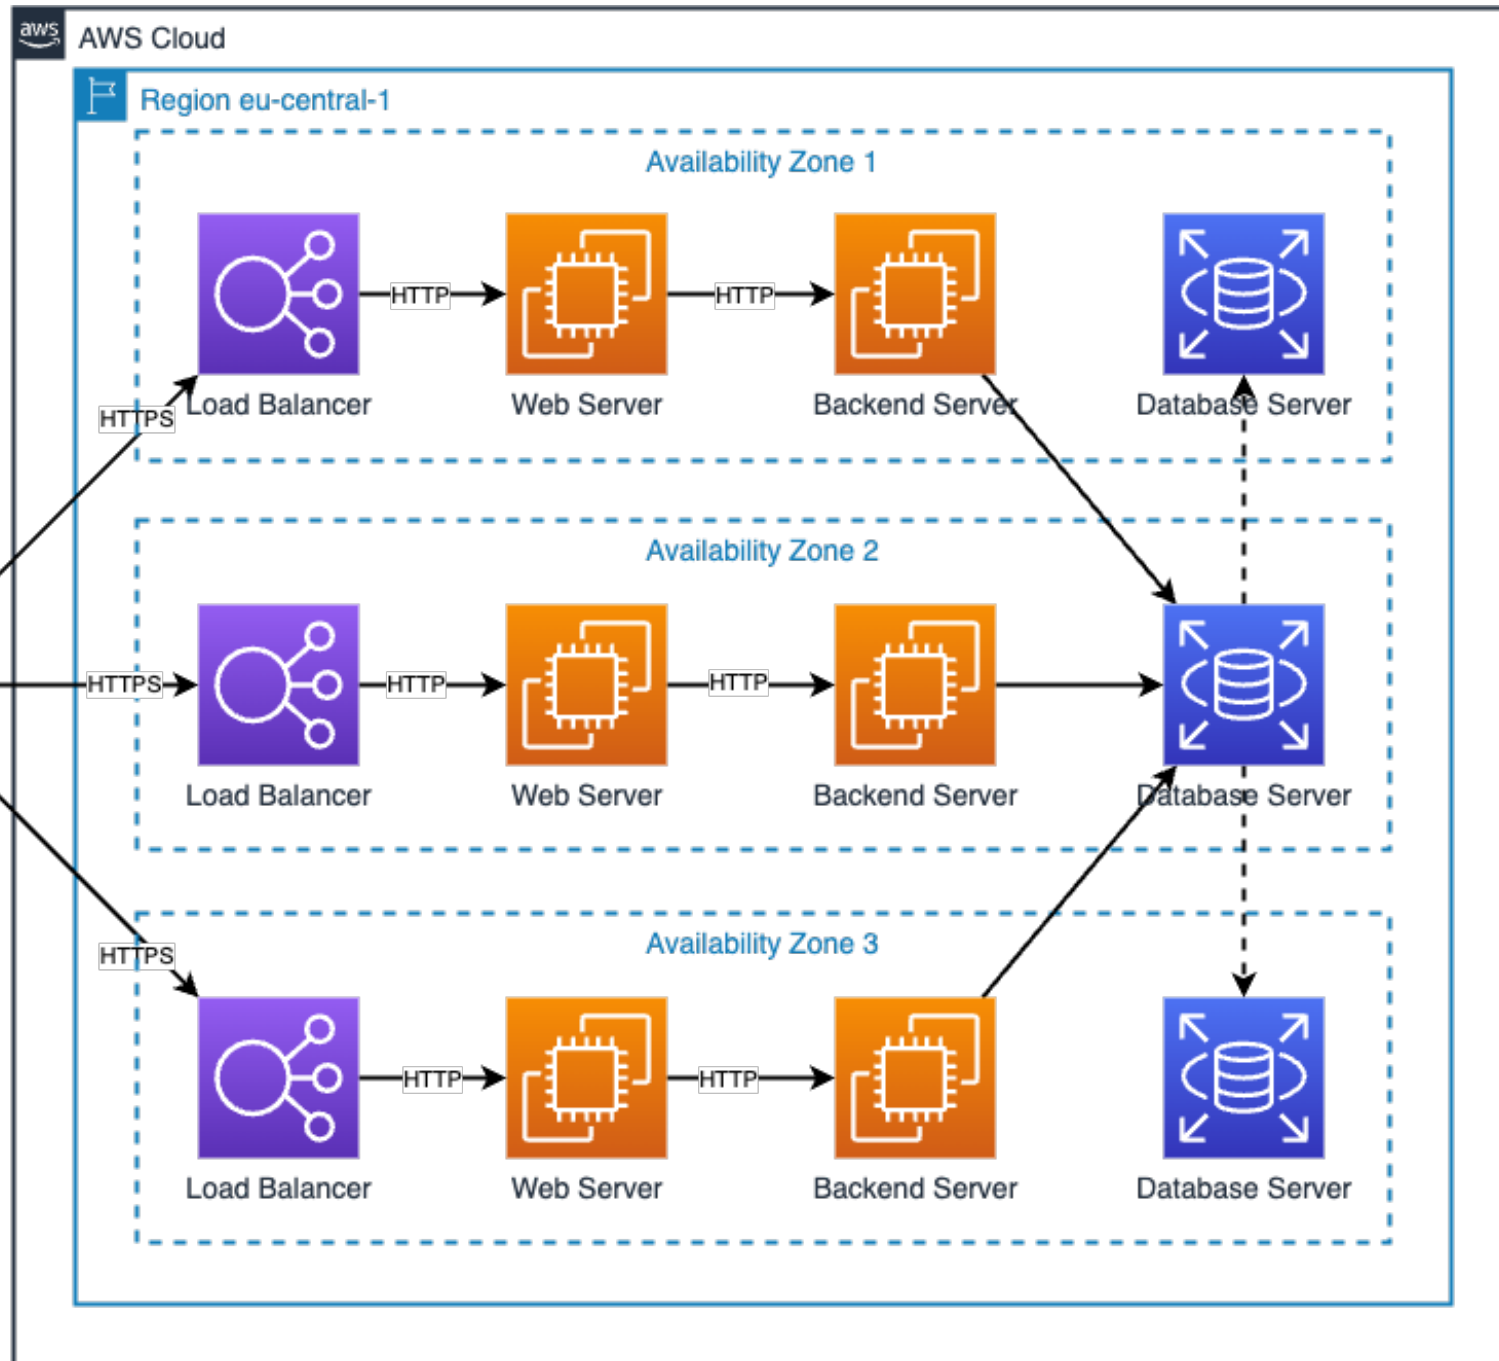 aws
AWS Cloud
Region eu-central-1
Availability Zone 1
HTTP
HTTP
Load Balancer
Web Server
Backend Server
Database Server
HTTPS
Availability Zone 2
HTTPS
HTTP
HTTP
Load Balancer
Web Server
Backend Server
Database Server
Availability Zone 3
HTTPS
HTTP
HTTP
Load Balancer
Web Server
Backend Server
Database Server